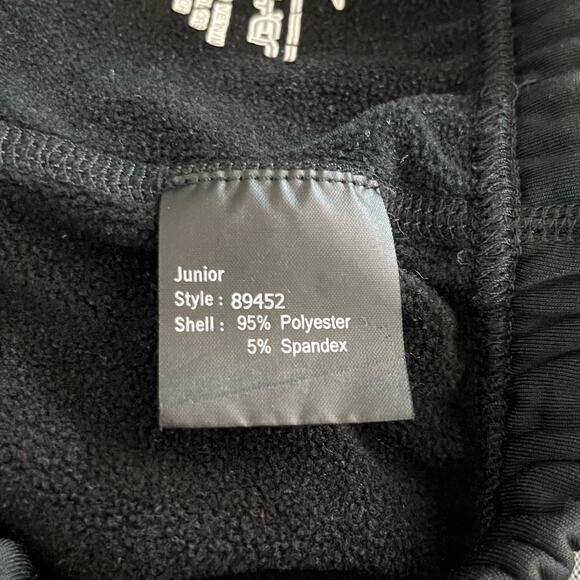 Junior
Style : 89452
Shell : 95% Polyester
5% Spandex